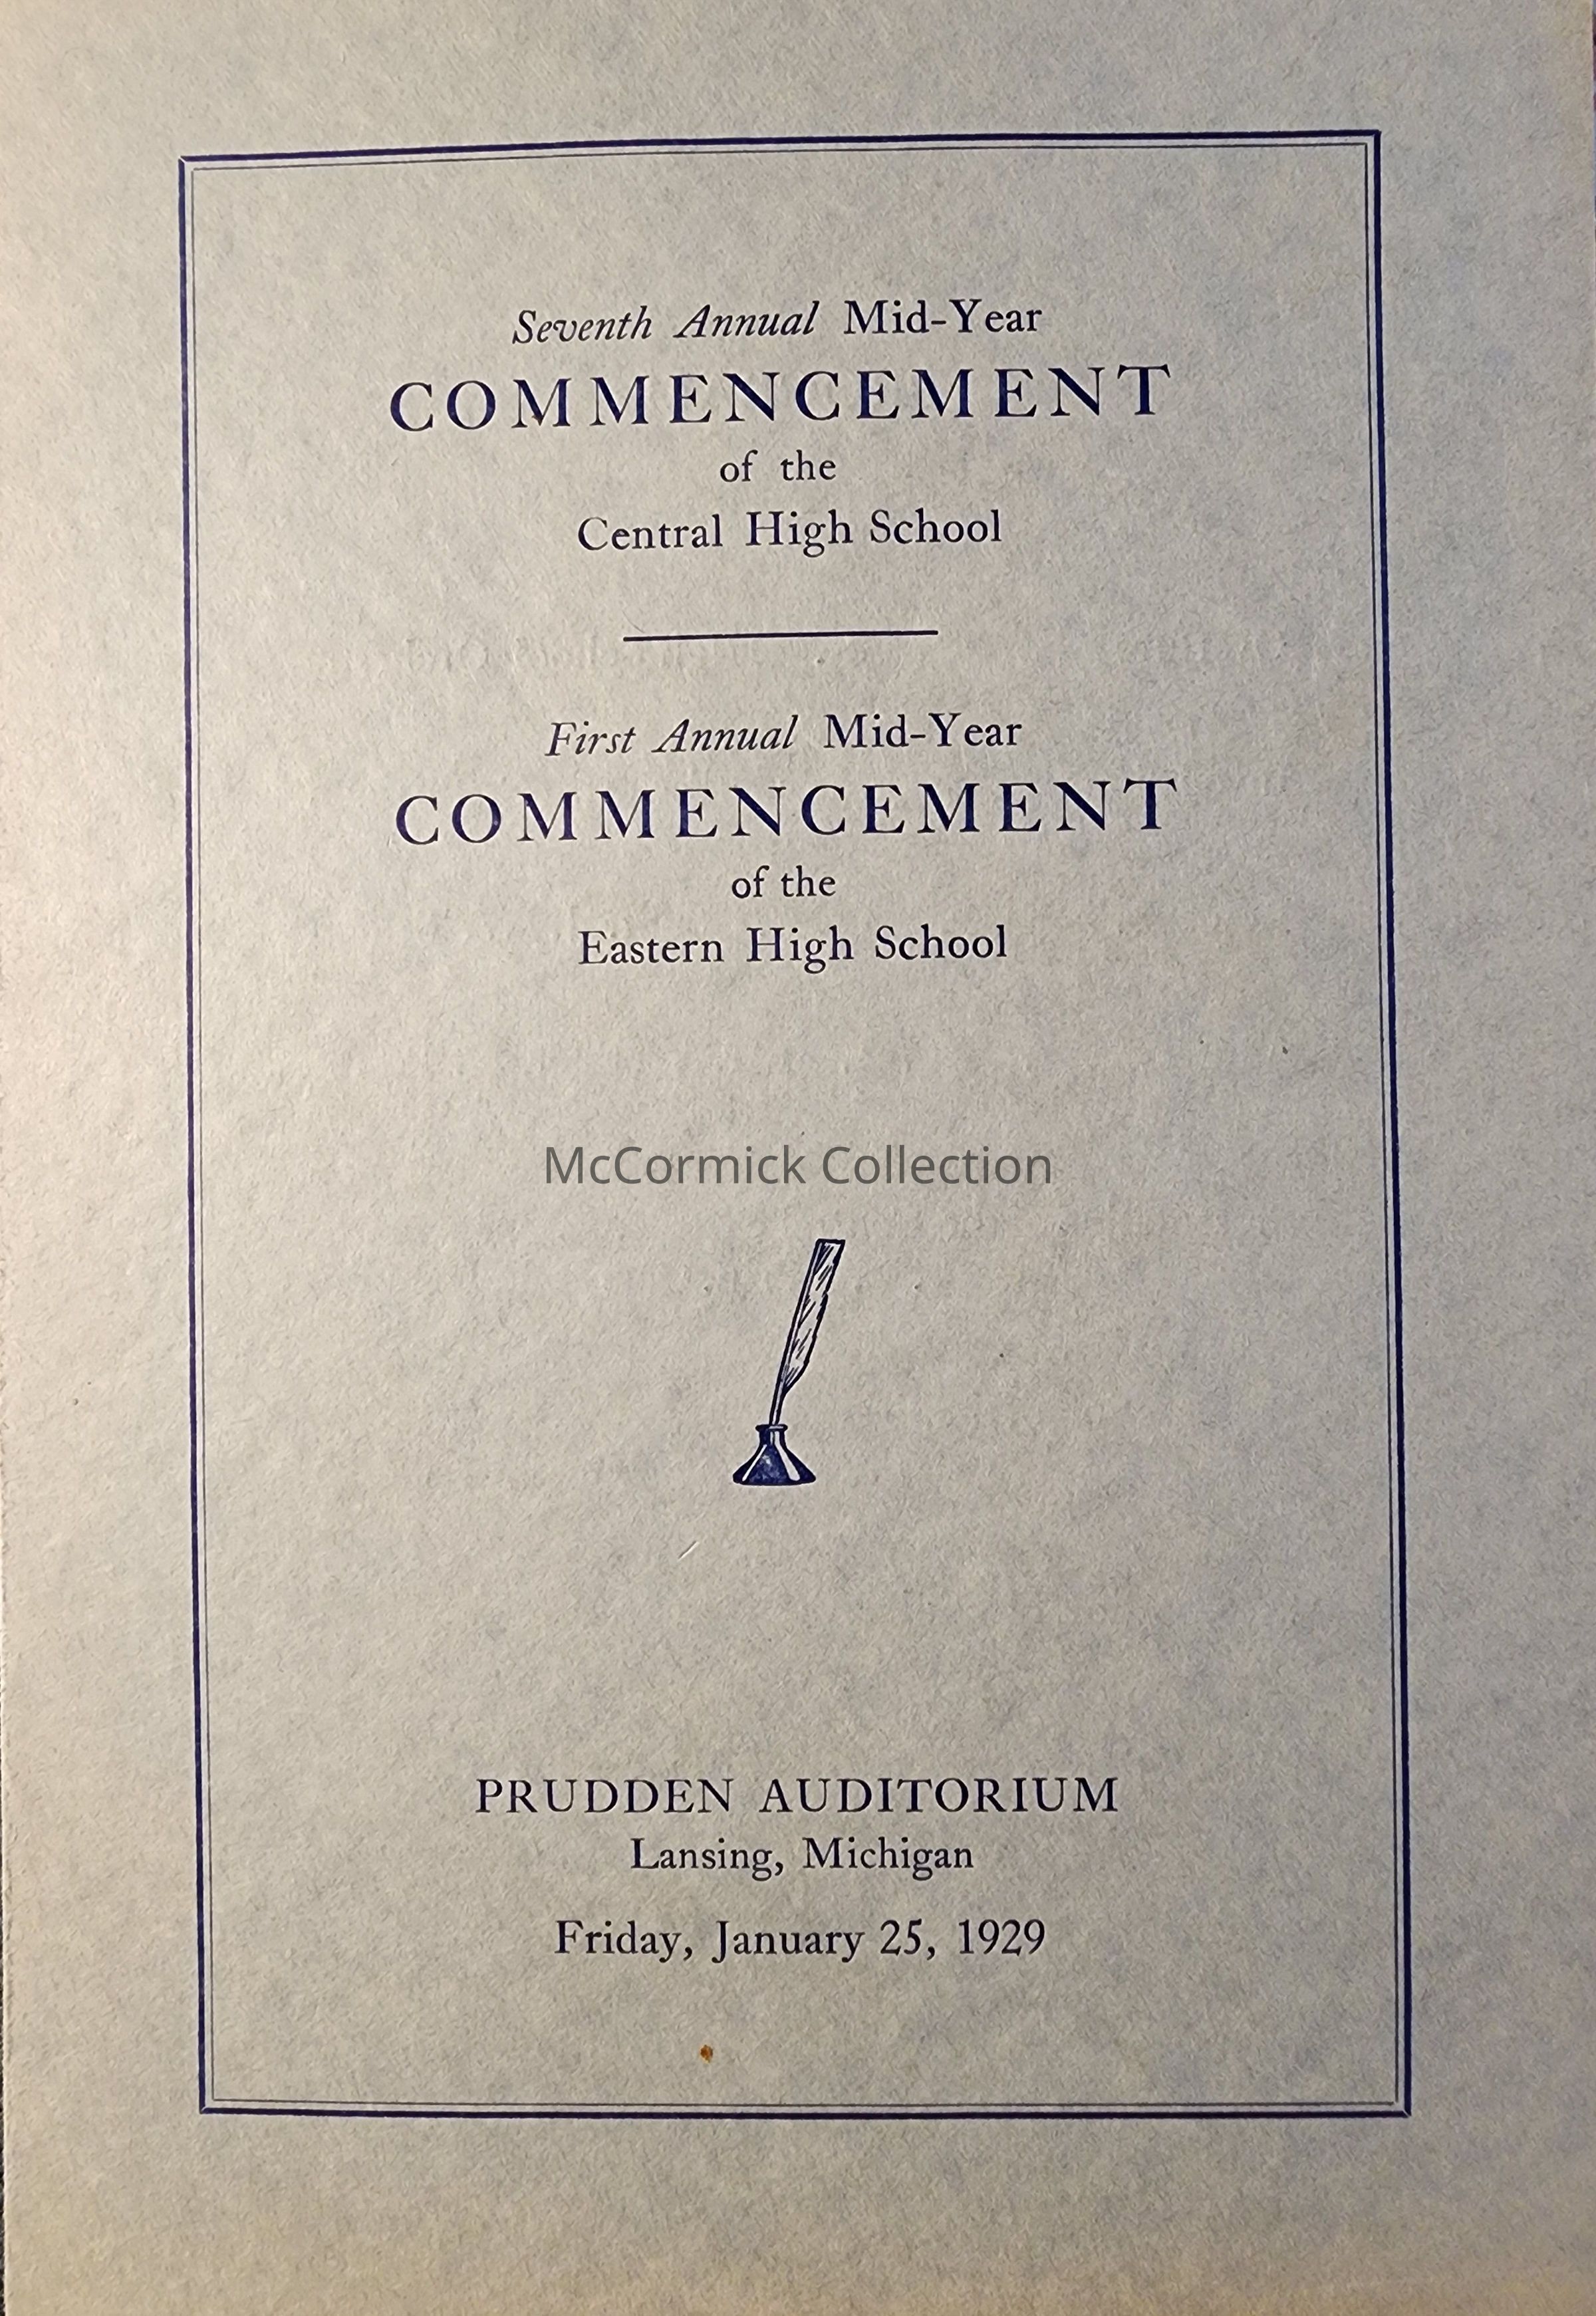 Seventh Annual Mid-Year
COMMENCEMENT
of the
Central High School
First Annual Mid-Year
COMMENCEMENT
of the
Eastern High School
McCormick Collection
PRUDDEN AUDITORIUM
Lansing, Michigan
Friday, January 25, 1929